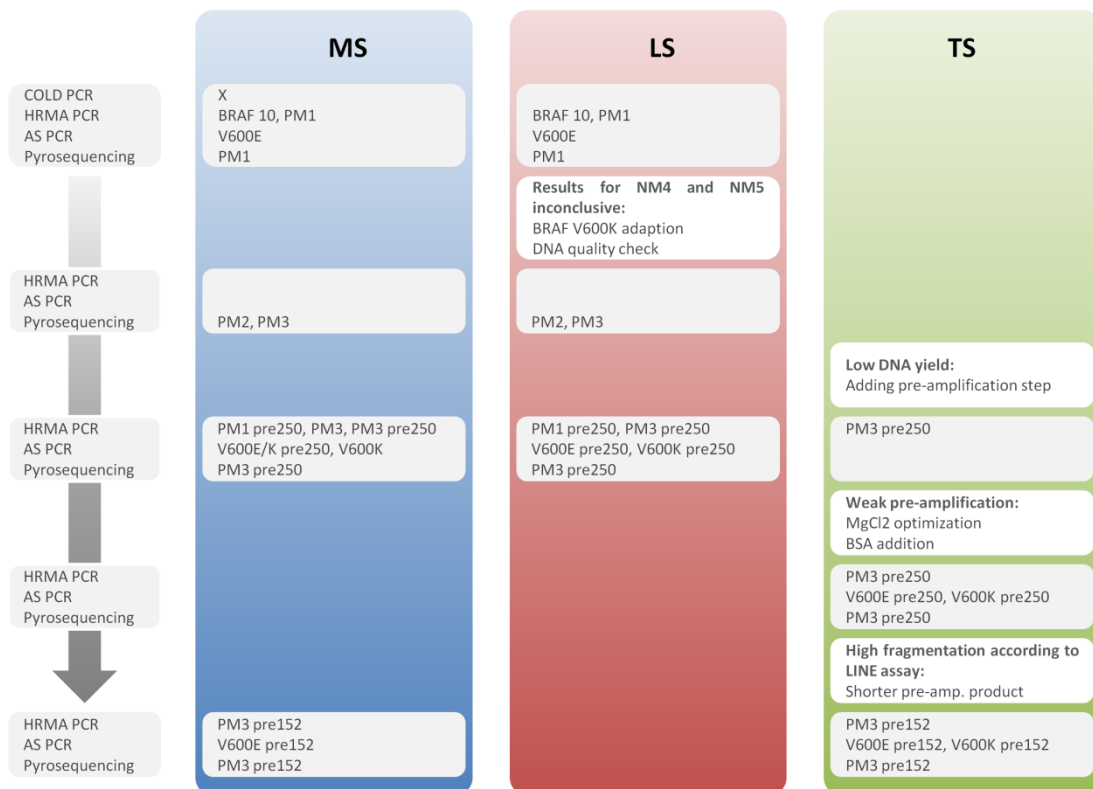 MS
LS
TS
COLD PCR
HRMA PCR
AS PCR
Pyrosequencing
X
BRAF 10, PM1
V600E
PM1
BRAF 10, PM1
V600E
PM1
Results for NM4 and NM5
inconclusive:
BRAF V600K adaption
DNA quality check
HRMA PCR
AS PCR
Pyrosequencing
PM2, PM3
PM2, PM3
Low DNA yield:
Adding pre-amplification step
HRMA PCR
AS PCR
Pyrosequencing
PM1 pre250, PM3, PM3 pre250
V600E/K pre250, V600K
PM3 pre250
PM1 pre250, PM3 pre250
V600E pre250, V600K pre250
PM3 pre250
PM3 pre250
Weak pre-amplification:
MgCl2 optimization
BSA addition
HRMA PCR
AS PCR
Pyrosequencing
PM3 pre250
V600E pre250, V600K pre250
PM3 pre250
High fragmentation according to
LINE assay:
Shorter pre-amp. product
HRMA PCR
AS PCR
Pyrosequencing
PM3 pre152
V600E pre152
PM3 pre152
PM3 pre152
V600E pre152, V600K pre152
PM3 pre152